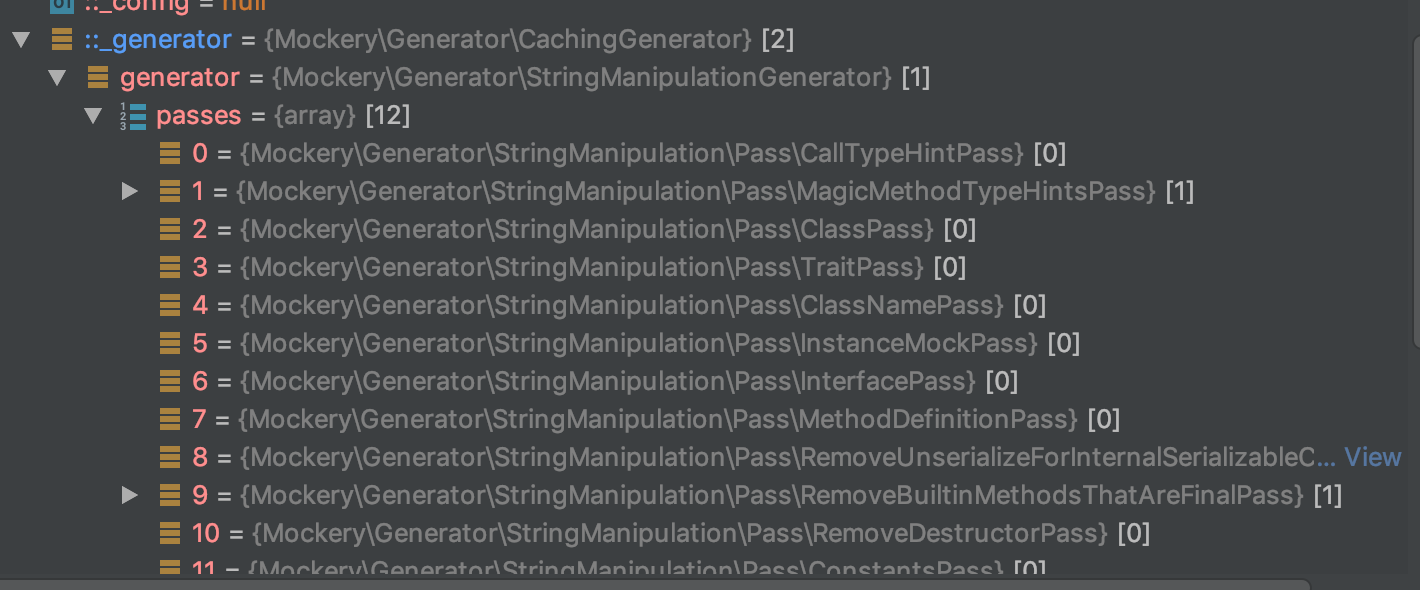 ::_config = null
::_generator = {Mockery\Generator\CachingGenerator} [2]
generator = {Mockery\Generator\StringManipulationGenerator} [1]
passes = {array} [12]
0 = {Mockery\Generator\StringManipulation\Pass\CallTypeHintPass} [0]
1 = {Mockery\Generator\StringManipulation\Pass\MagicMethodTypeHintsPass} [1]
2 = {Mockery\Generator\StringManipulation\Pass\ClassPass} [0]
3 = {Mockery\Generator\StringManipulation\Pass\TraitPass} [0]
4 = {Mockery\Generator\StringManipulation\Pass\ClassNamePass} [0]
5 = {Mockery\Generator\StringManipulation\Pass\InstanceMockPass} [0]
6 = {Mockery\Generator\StringManipulation\Pass\InterfacePass} [0]
7 = {Mockery\Generator\StringManipulation\Pass\MethodDefinitionPass} [0]
8 = {Mockery\Generator\StringManipulation\Pass\RemoveUnserializeForInternalSerializableC... View
9 = {Mockery\Generator\StringManipulation\Pass\RemoveBuiltinMethodsThatAreFinalPass} [1]
10 = {Mockery\Generator\StringManipulation\Pass\RemoveDestructorPass} [0]
11 = {Mockery\Generator\StringManipulation\Pass\ConstantsPass} [0]